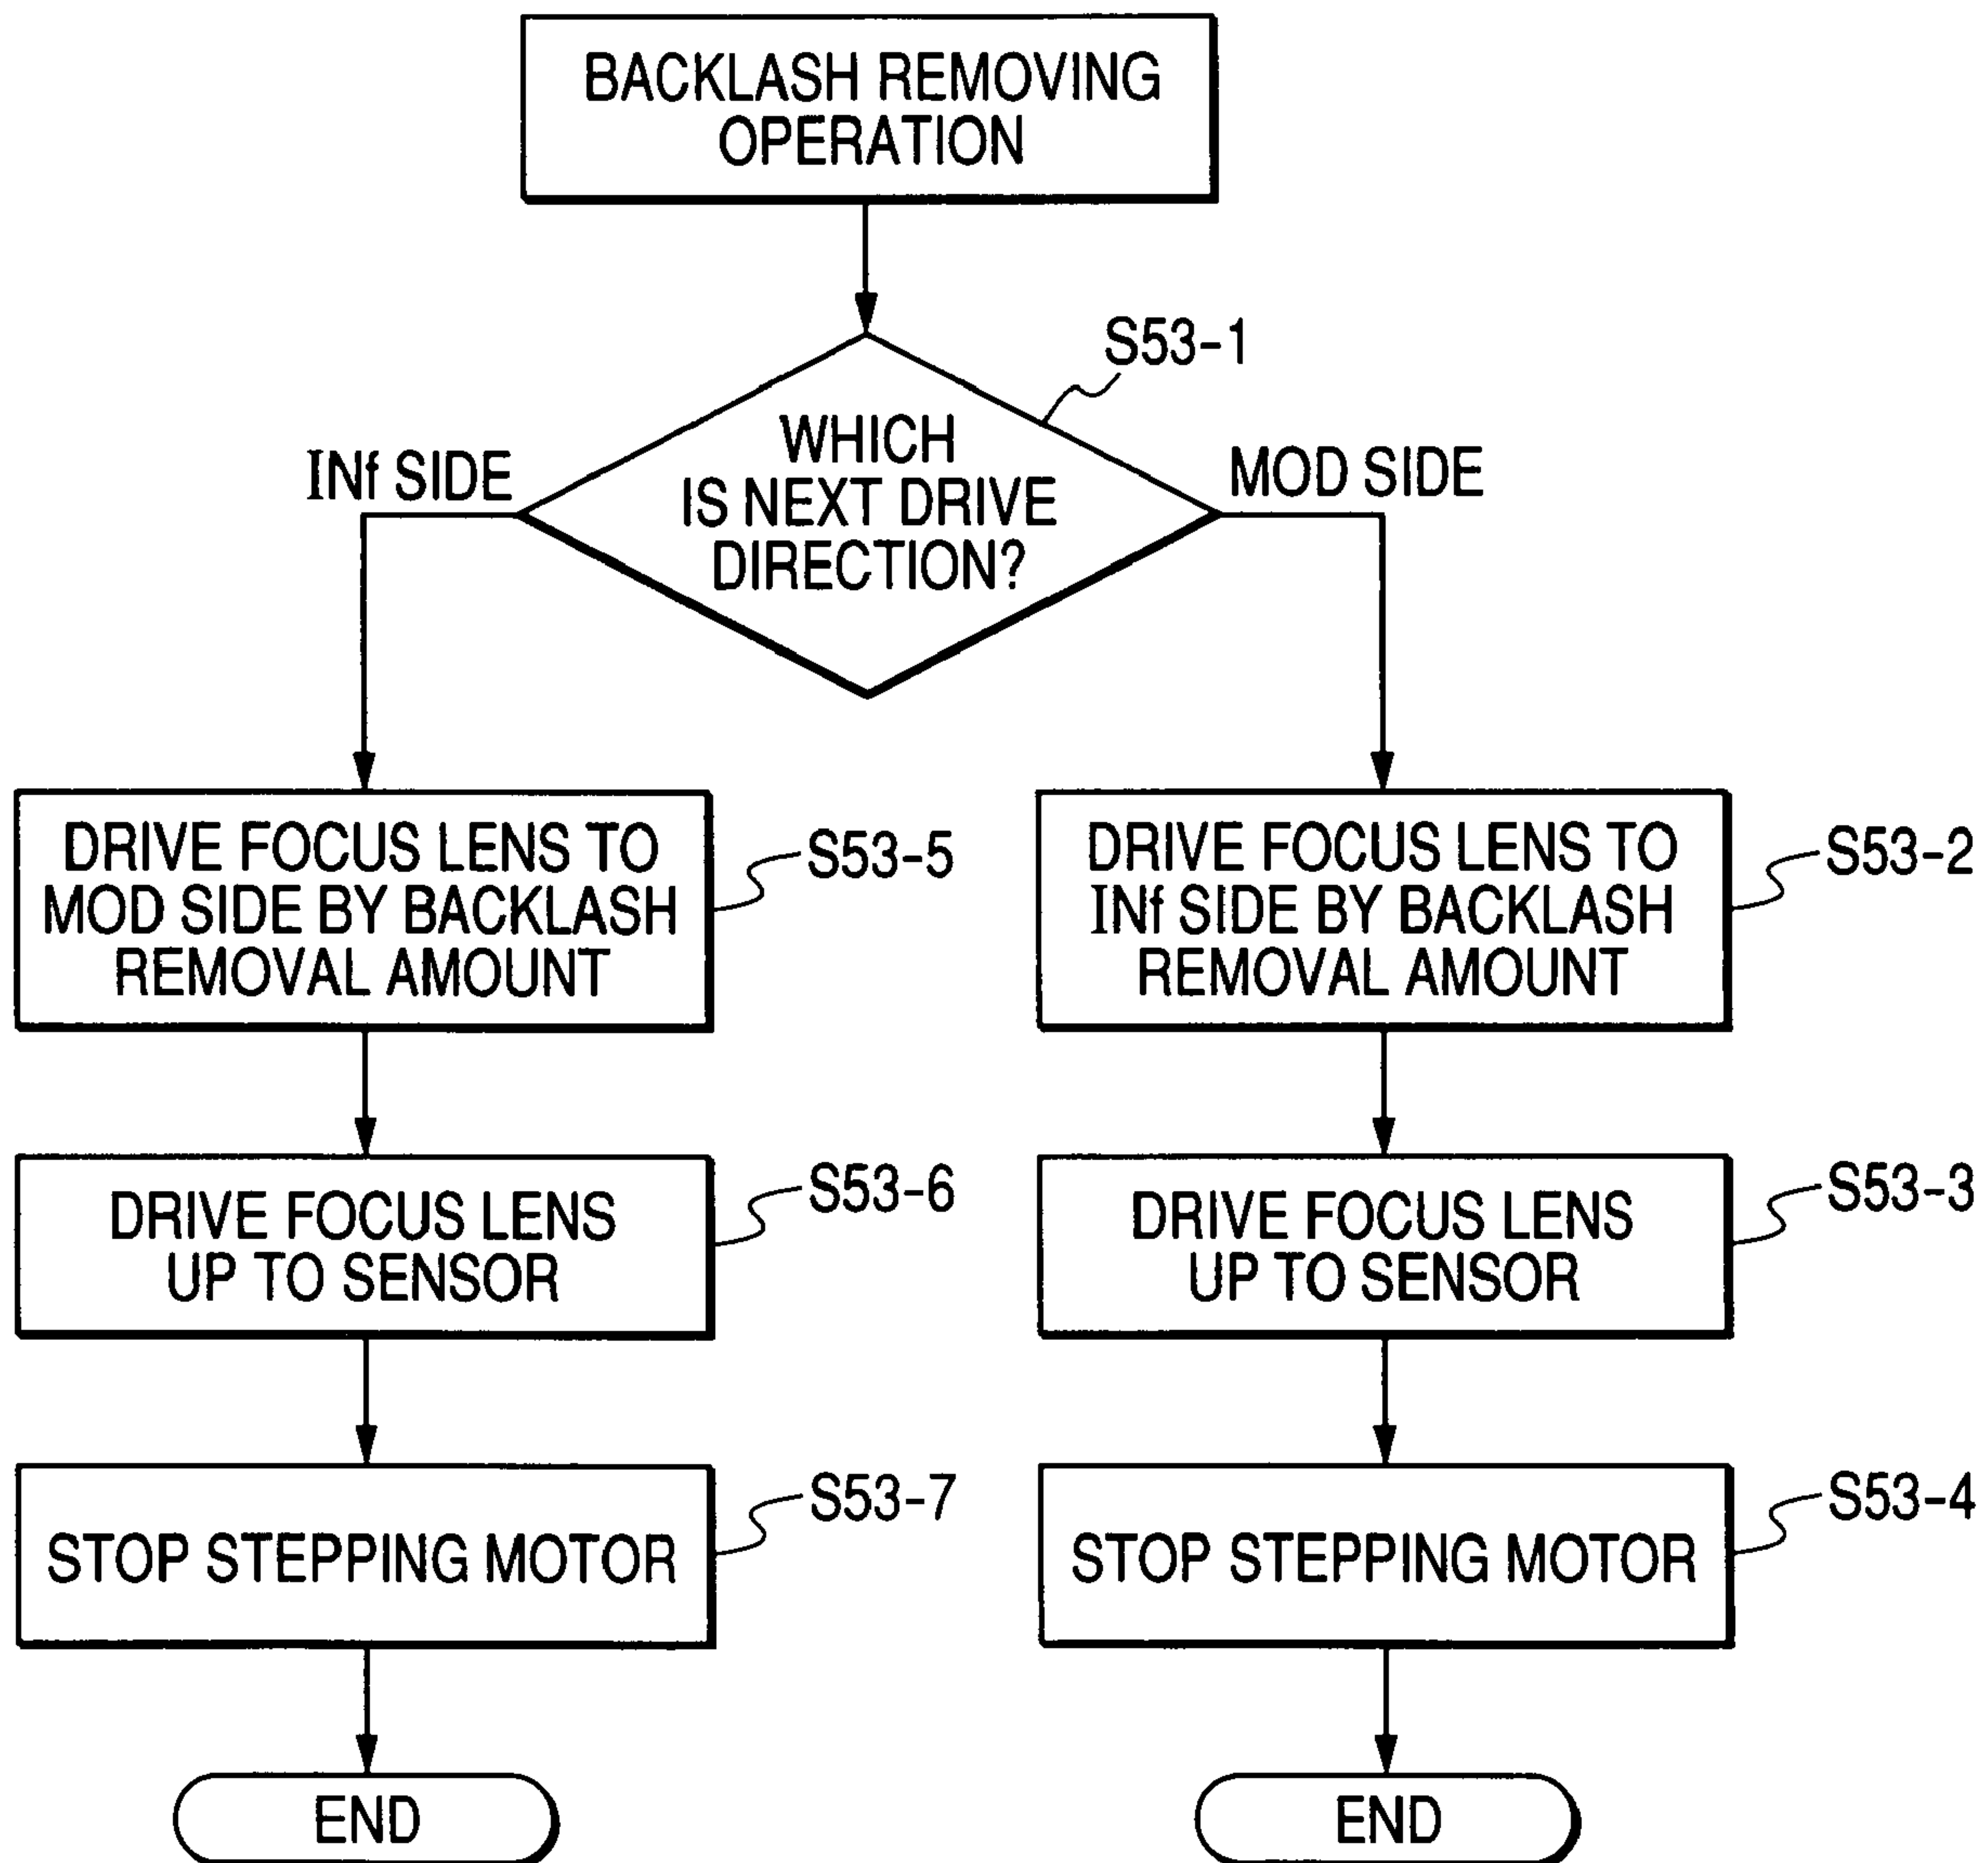 BACKLASH REMOVING
OPERATION
S53-1
WHICH
IS NEXT DRIVE
DIRECTION?
INf SIDE
MOD SIDE
DRIVE FOCUS LENS TO
MOD SIDE BY BACKLASH
REMOVAL AMOUNT
S53-5
DRIVE FOCUS LENS TO
INf SIDE BY BACKLASH
REMOVAL AMOUNT
S53-2
DRIVE FOCUS LENS
UP TO SENSOR
S53-6
DRIVE FOCUS LENS
UP TO SENSOR
S53-3
STOP STEPPING MOTOR
S53-7
STOP STEPPING MOTOR
S53-4
END
END